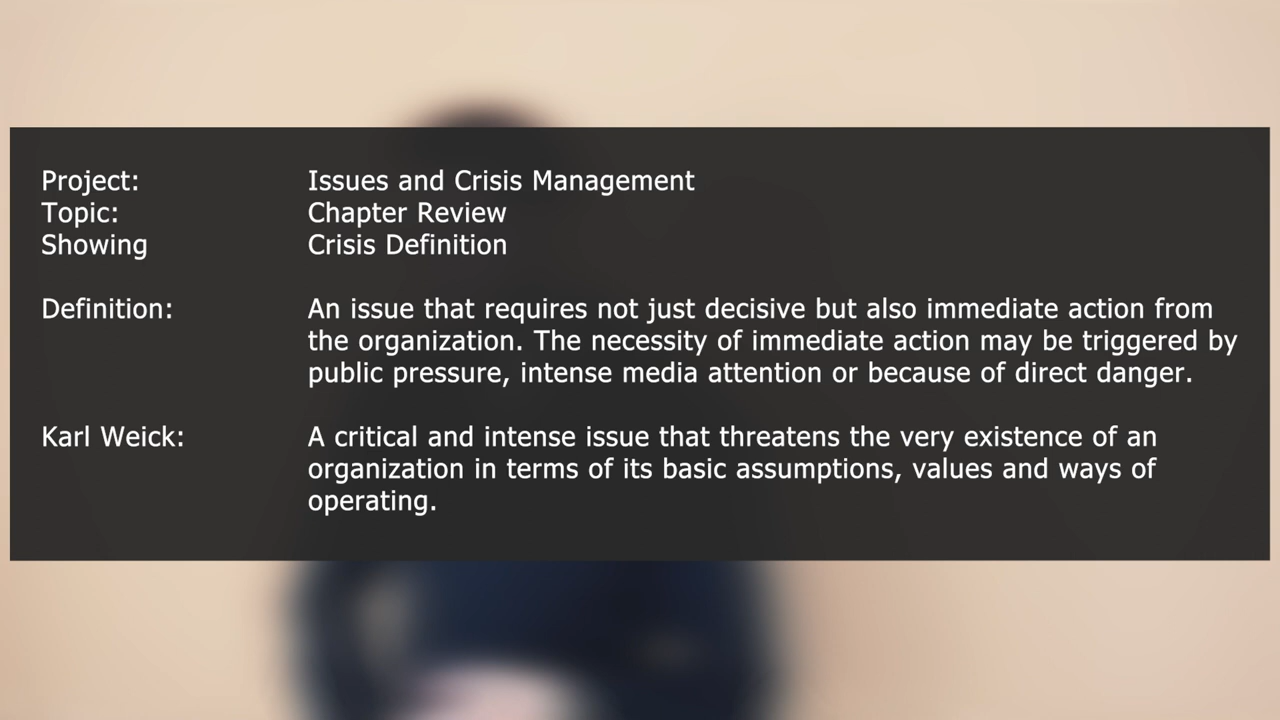 Project: Issues and Crisis Management
Topic: Chapter Review
Showing Crisis Definition
Definition: An issue that requires not just decisive but also immediate action from
the organization. The necessity of immediate action may be triggered by
public pressure, intense media attention or because of direct danger.
Karl Weick: A critical and intense issue that threatens the very existence of an
organization in terms of its basic assumptions, values and ways of
operating.